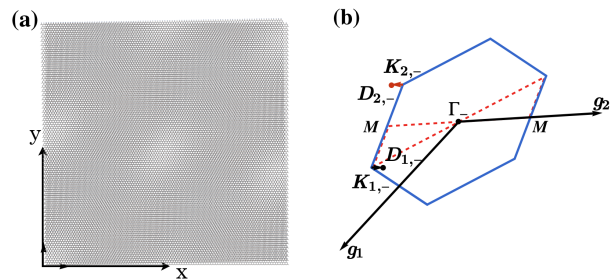 (a)
y
x
(b)
K₂,₋
D₂,₋
Γ₋
g₂
M
M
D₁,₋
K₁,₋
g₁